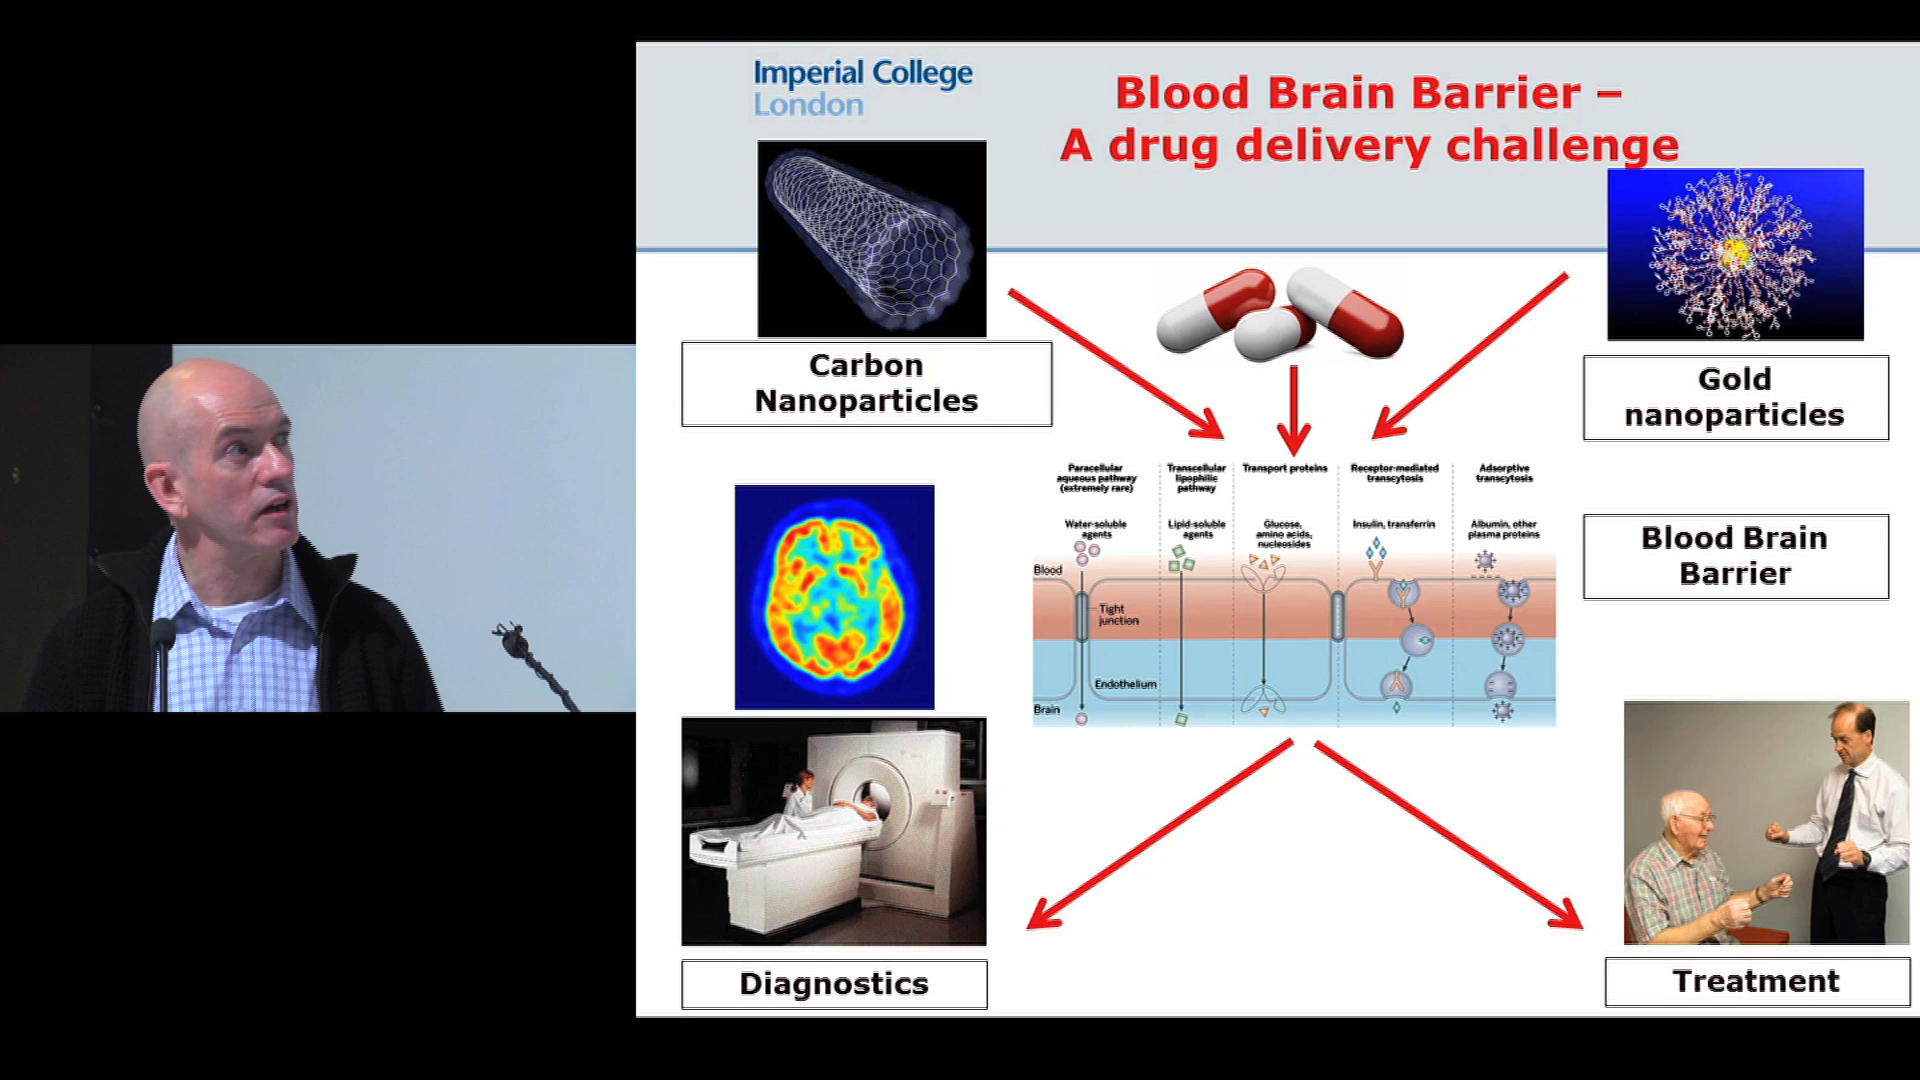 Imperial College
London
Blood Brain Barrier –
A drug delivery challenge
Carbon
Nanoparticles
Gold
nanoparticles
Paracellular
aqueous pathway
(extremely rare)
Transcellular
lipophilic
pathway
Transport proteins
Receptor-mediated
transcytosis
Adsorptive
transcytosis
Water-soluble
agents
Lipid-soluble
agents
Glucose,
amino acids,
nucleosides
Insulin, transferrin
Albumin, other
plasma proteins
Blood
Tight
junction
Endothelium
Brain
Blood Brain
Barrier
Diagnostics
Treatment